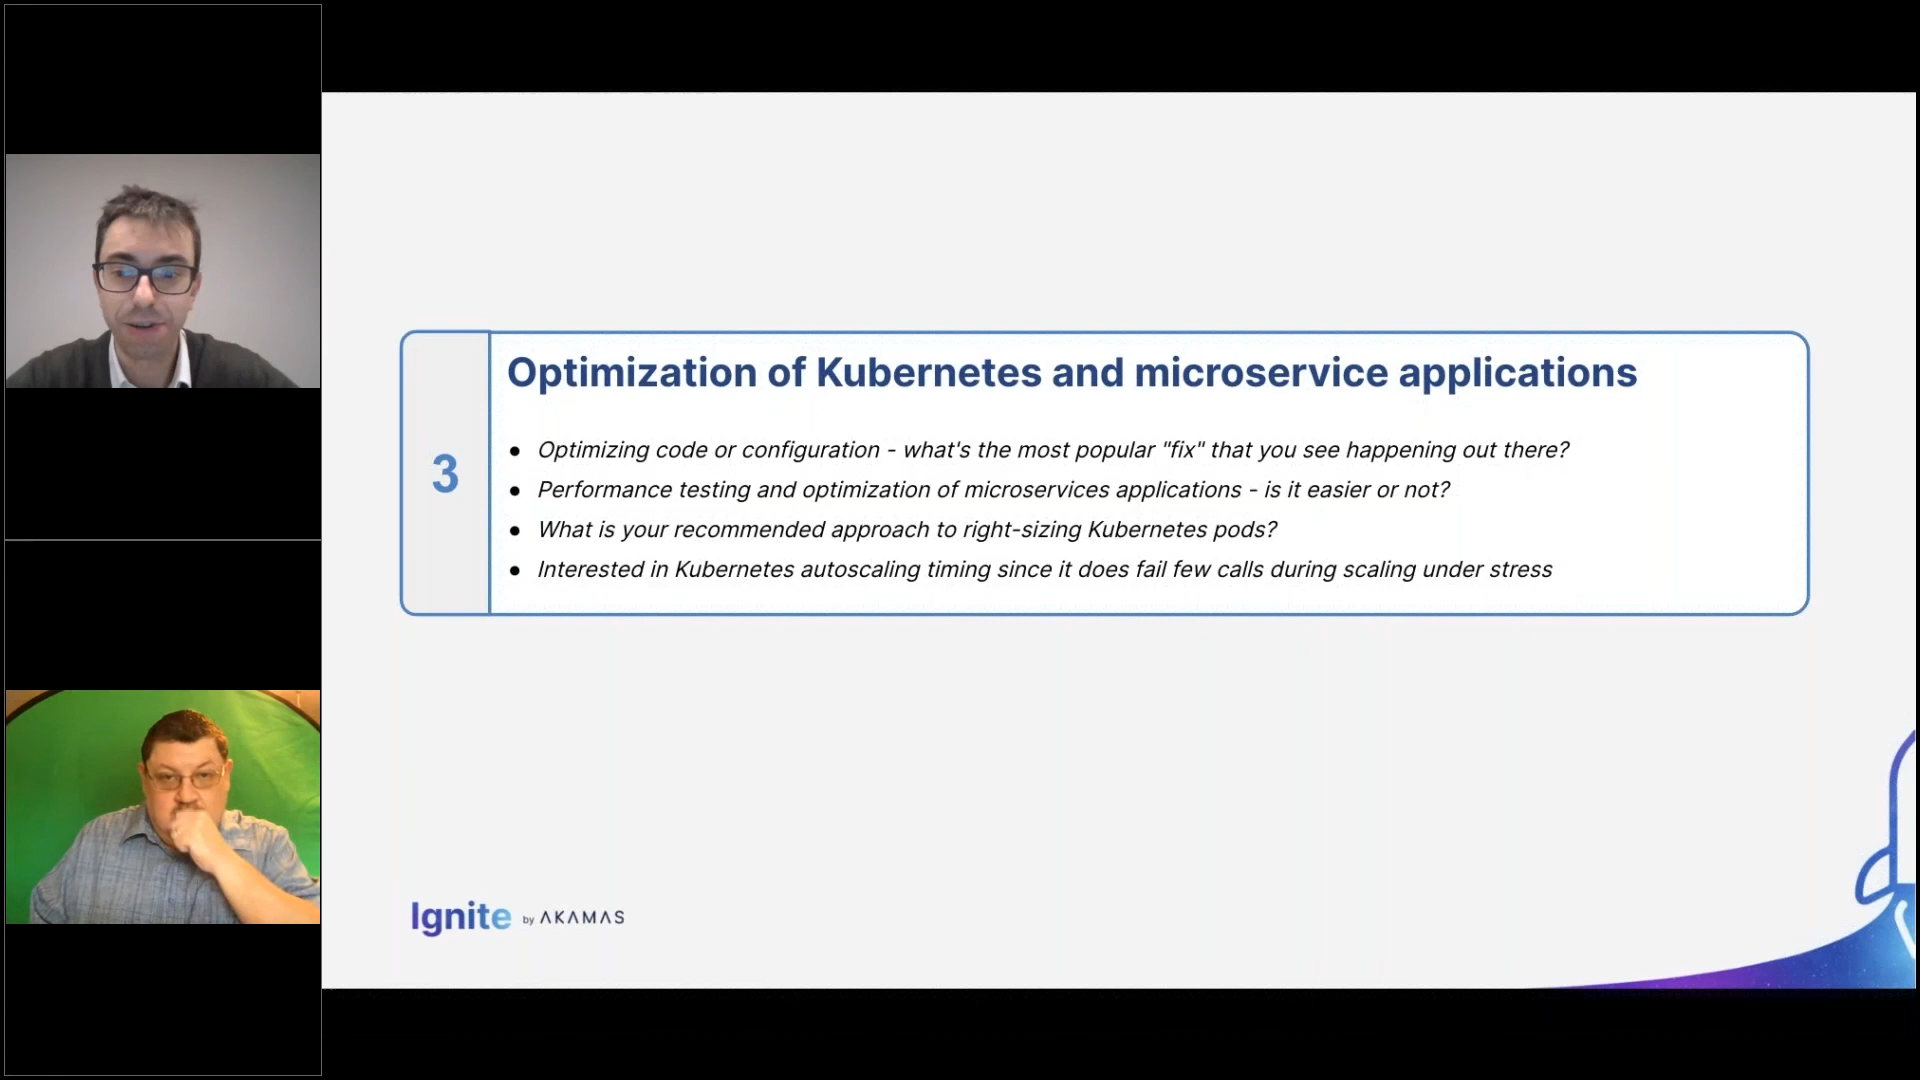 3
Optimization of Kubernetes and microservice applications
● Optimizing code or configuration - what's the most popular "fix" that you see happening out there?
● Performance testing and optimization of microservices applications - is it easier or not?
● What is your recommended approach to right-sizing Kubernetes pods?
● Interested in Kubernetes autoscaling timing since it does fail few calls during scaling under stress
Ignite by AKAMAS